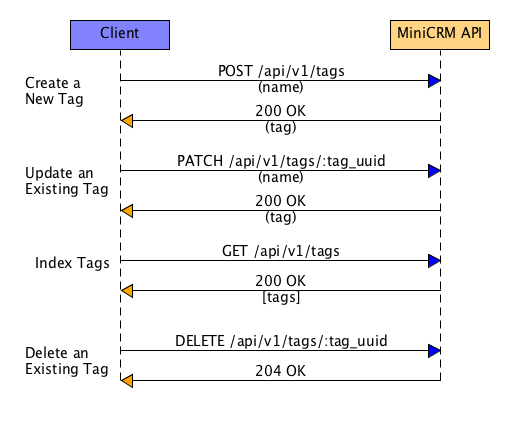 Client
MiniCRM API
Create a
New Tag
POST /api/v1/tags
(name)
200 OK
(tag)
Update an
Existing Tag
PATCH /api/v1/tags/:tag_uuid
(name)
200 OK
(tag)
Index Tags
GET /api/v1/tags
200 OK
[tags]
Delete an
Existing Tag
DELETE /api/v1/tags/:tag_uuid
204 OK